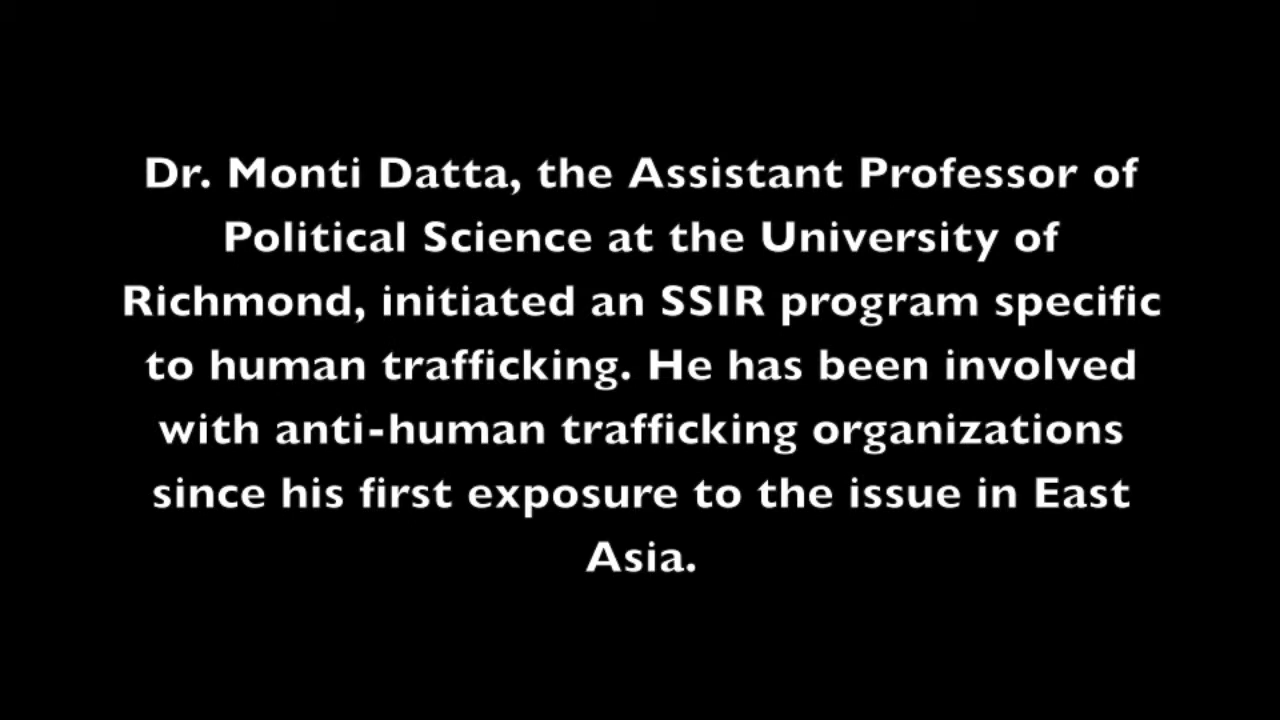 Dr. Monti Datta, the Assistant Professor of
Political Science at the University of
Richmond, initiated an SSIR program specific
to human trafficking. He has been involved
with anti-human trafficking organizations
since his first exposure to the issue in East
Asia.